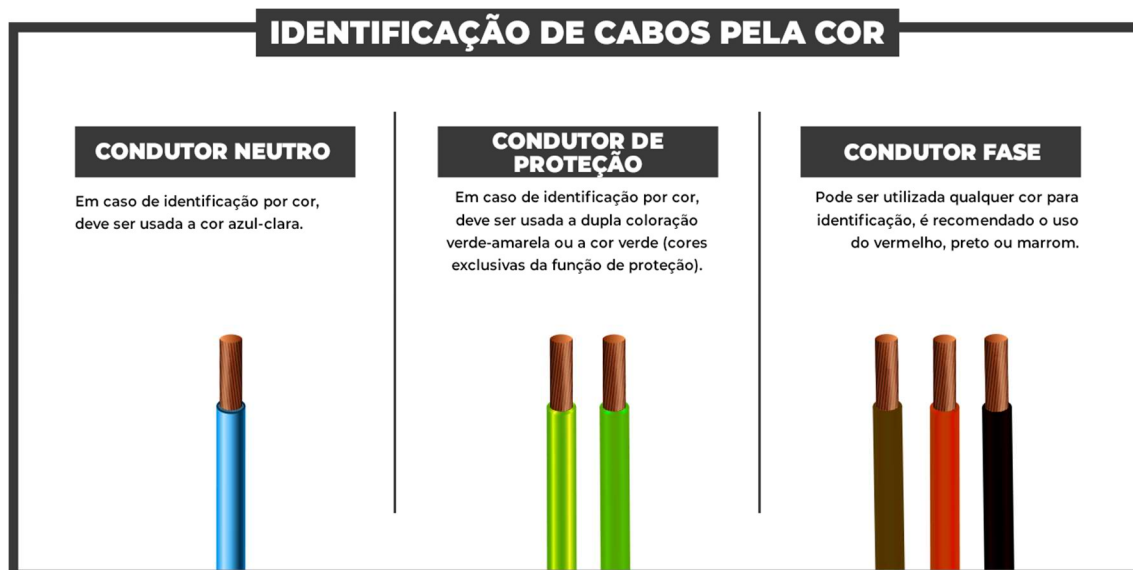 IDENTIFICAÇÃO DE CABOS PELA COR
CONDUTOR NEUTRO
Em caso de identificação por cor,
deve ser usada a cor azul-clara.
CONDUTOR DE
PROTEÇÃO
Em caso de identificação por cor,
deve ser usada a dupla coloração
verde-amarela ou a cor verde (cores
exclusivas da função de proteção).
CONDUTOR FASE
Pode ser utilizada qualquer cor para
identificação, é recomendado o uso
do vermelho, preto ou marrom.